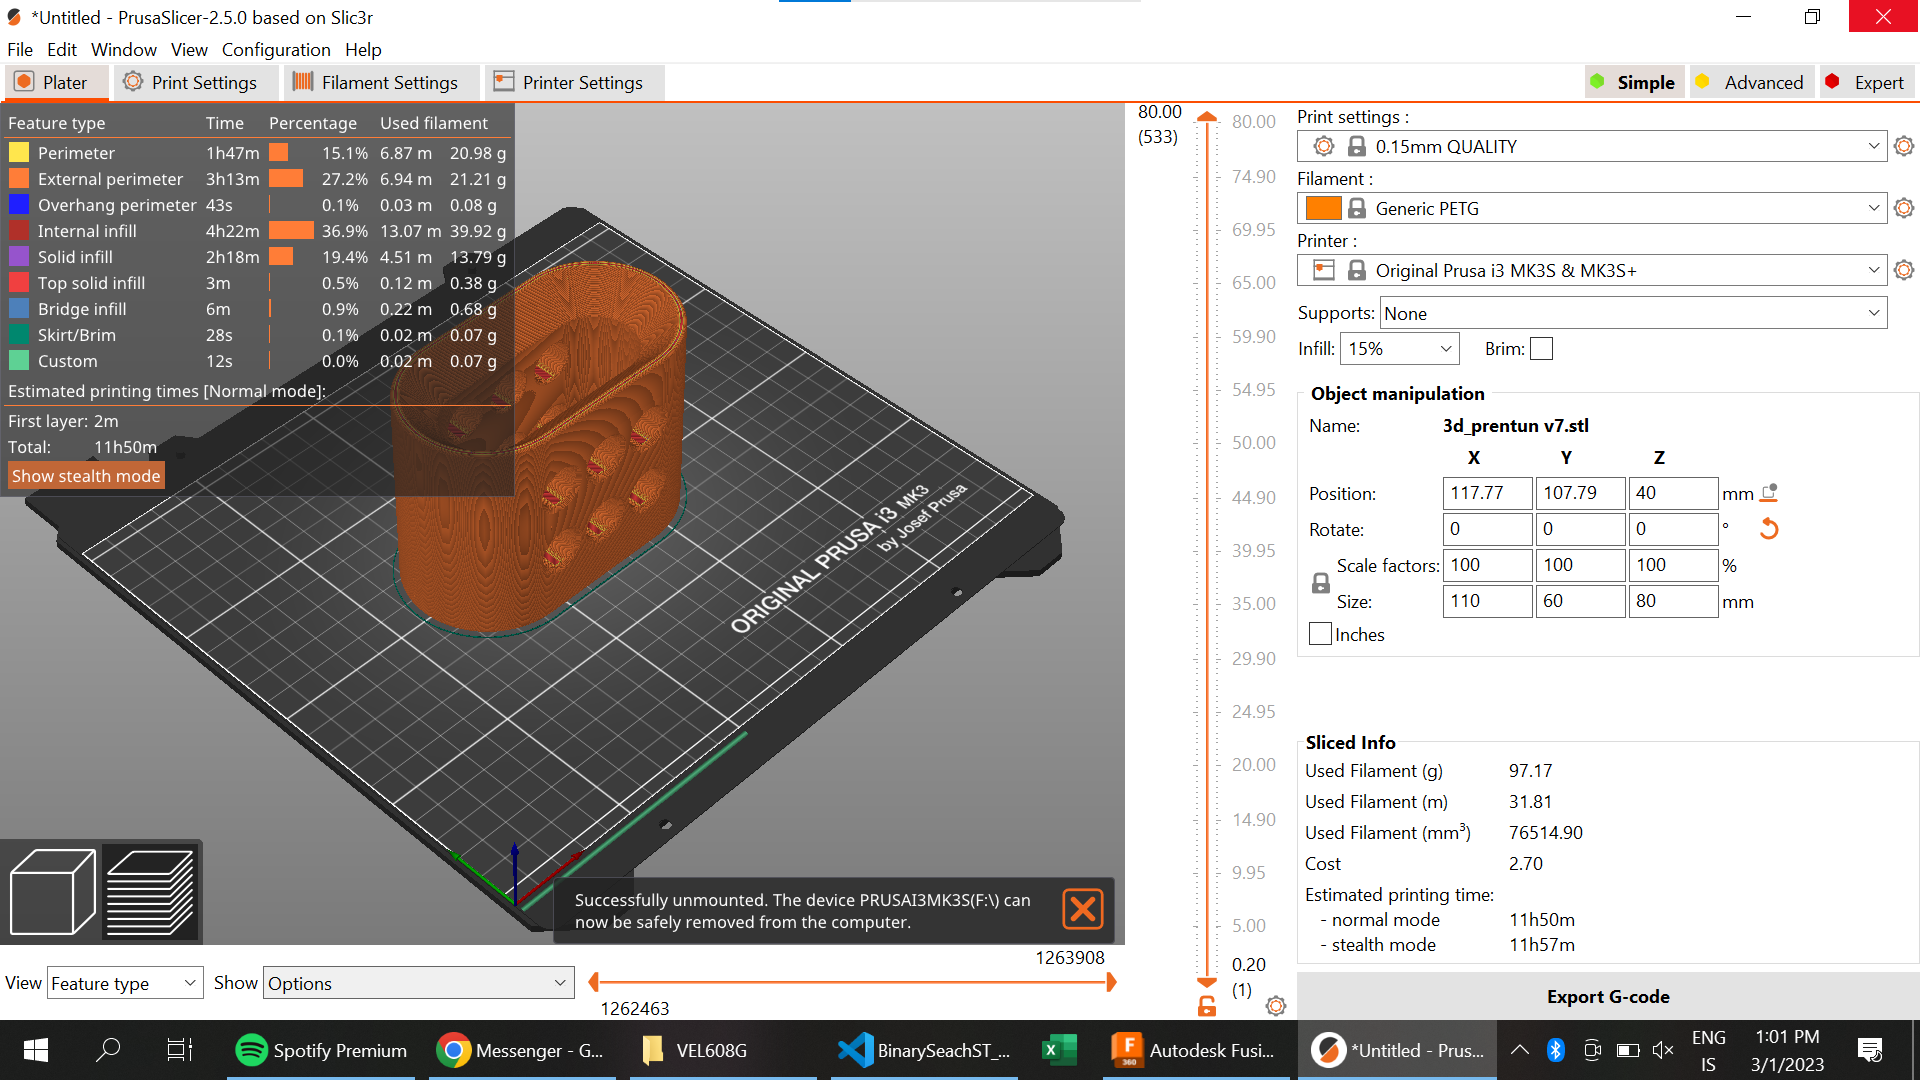 *Untitled - PrusaSlicer-2.5.0 based on Slic3r
File Edit Window View Configuration Help
Plater Print Settings Filament Settings Printer Settings Simple Advanced Expert
Feature type Time Percentage Used filament
Perimeter 1h47m 15.1% 6.87 m 20.98 g
External perimeter 3h13m 27.2% 6.94 m 21.21 g
Overhang perimeter 43s 0.1% 0.03 m 0.08 g
Internal infill 4h22m 36.9% 13.07 m 39.92 g
Solid infill 2h18m 19.4% 4.51 m 13.79 g
Top solid infill 3m 0.5% 0.12 m 0.38 g
Bridge infill 6m 0.9% 0.22 m 0.68 g
Skirt/Brim 28s 0.1% 0.02 m 0.07 g
Custom 12s 0.0% 0.02 m 0.07 g
Estimated printing times [Normal mode]:
First layer: 2m
Total: 11h50m
Show stealth mode
ORIGINAL PRUSA i3 MK3
by Josef Prusa
Successfully unmounted. The device PRUSAI3MK3S(F:\) can
now be safely removed from the computer.
View Feature type Show Options
1263908
1262463
80.00
(533)
80.00
74.90
69.95
65.00
59.90
54.95
50.00
44.90
39.95
35.00
29.90
24.95
20.00
14.90
9.95
5.00
0.20
(1)
Print settings :
0.15mm QUALITY
Filament :
Generic PETG
Printer :
Original Prusa i3 MK3S & MK3S+
Supports: None
Infill: 15% Brim:
Object manipulation
Name: 3d_prentun v7.stl
X Y Z
Position: 117.77 107.79 40 mm
Rotate: 0 0 0 °
Scale factors: 100 100 100 %
Size: 110 60 80 mm
Inches
Sliced Info
Used Filament (g) 97.17
Used Filament (m) 31.81
Used Filament (mm³) 76514.90
Cost 2.70
Estimated printing time:
- normal mode 11h50m
- stealth mode 11h57m
Export G-code
Spotify Premium Messenger - G... VEL608G BinarySeachST_... Autodesk Fusi... *Untitled - Prus...
ENG
IS
1:01 PM
3/1/2023